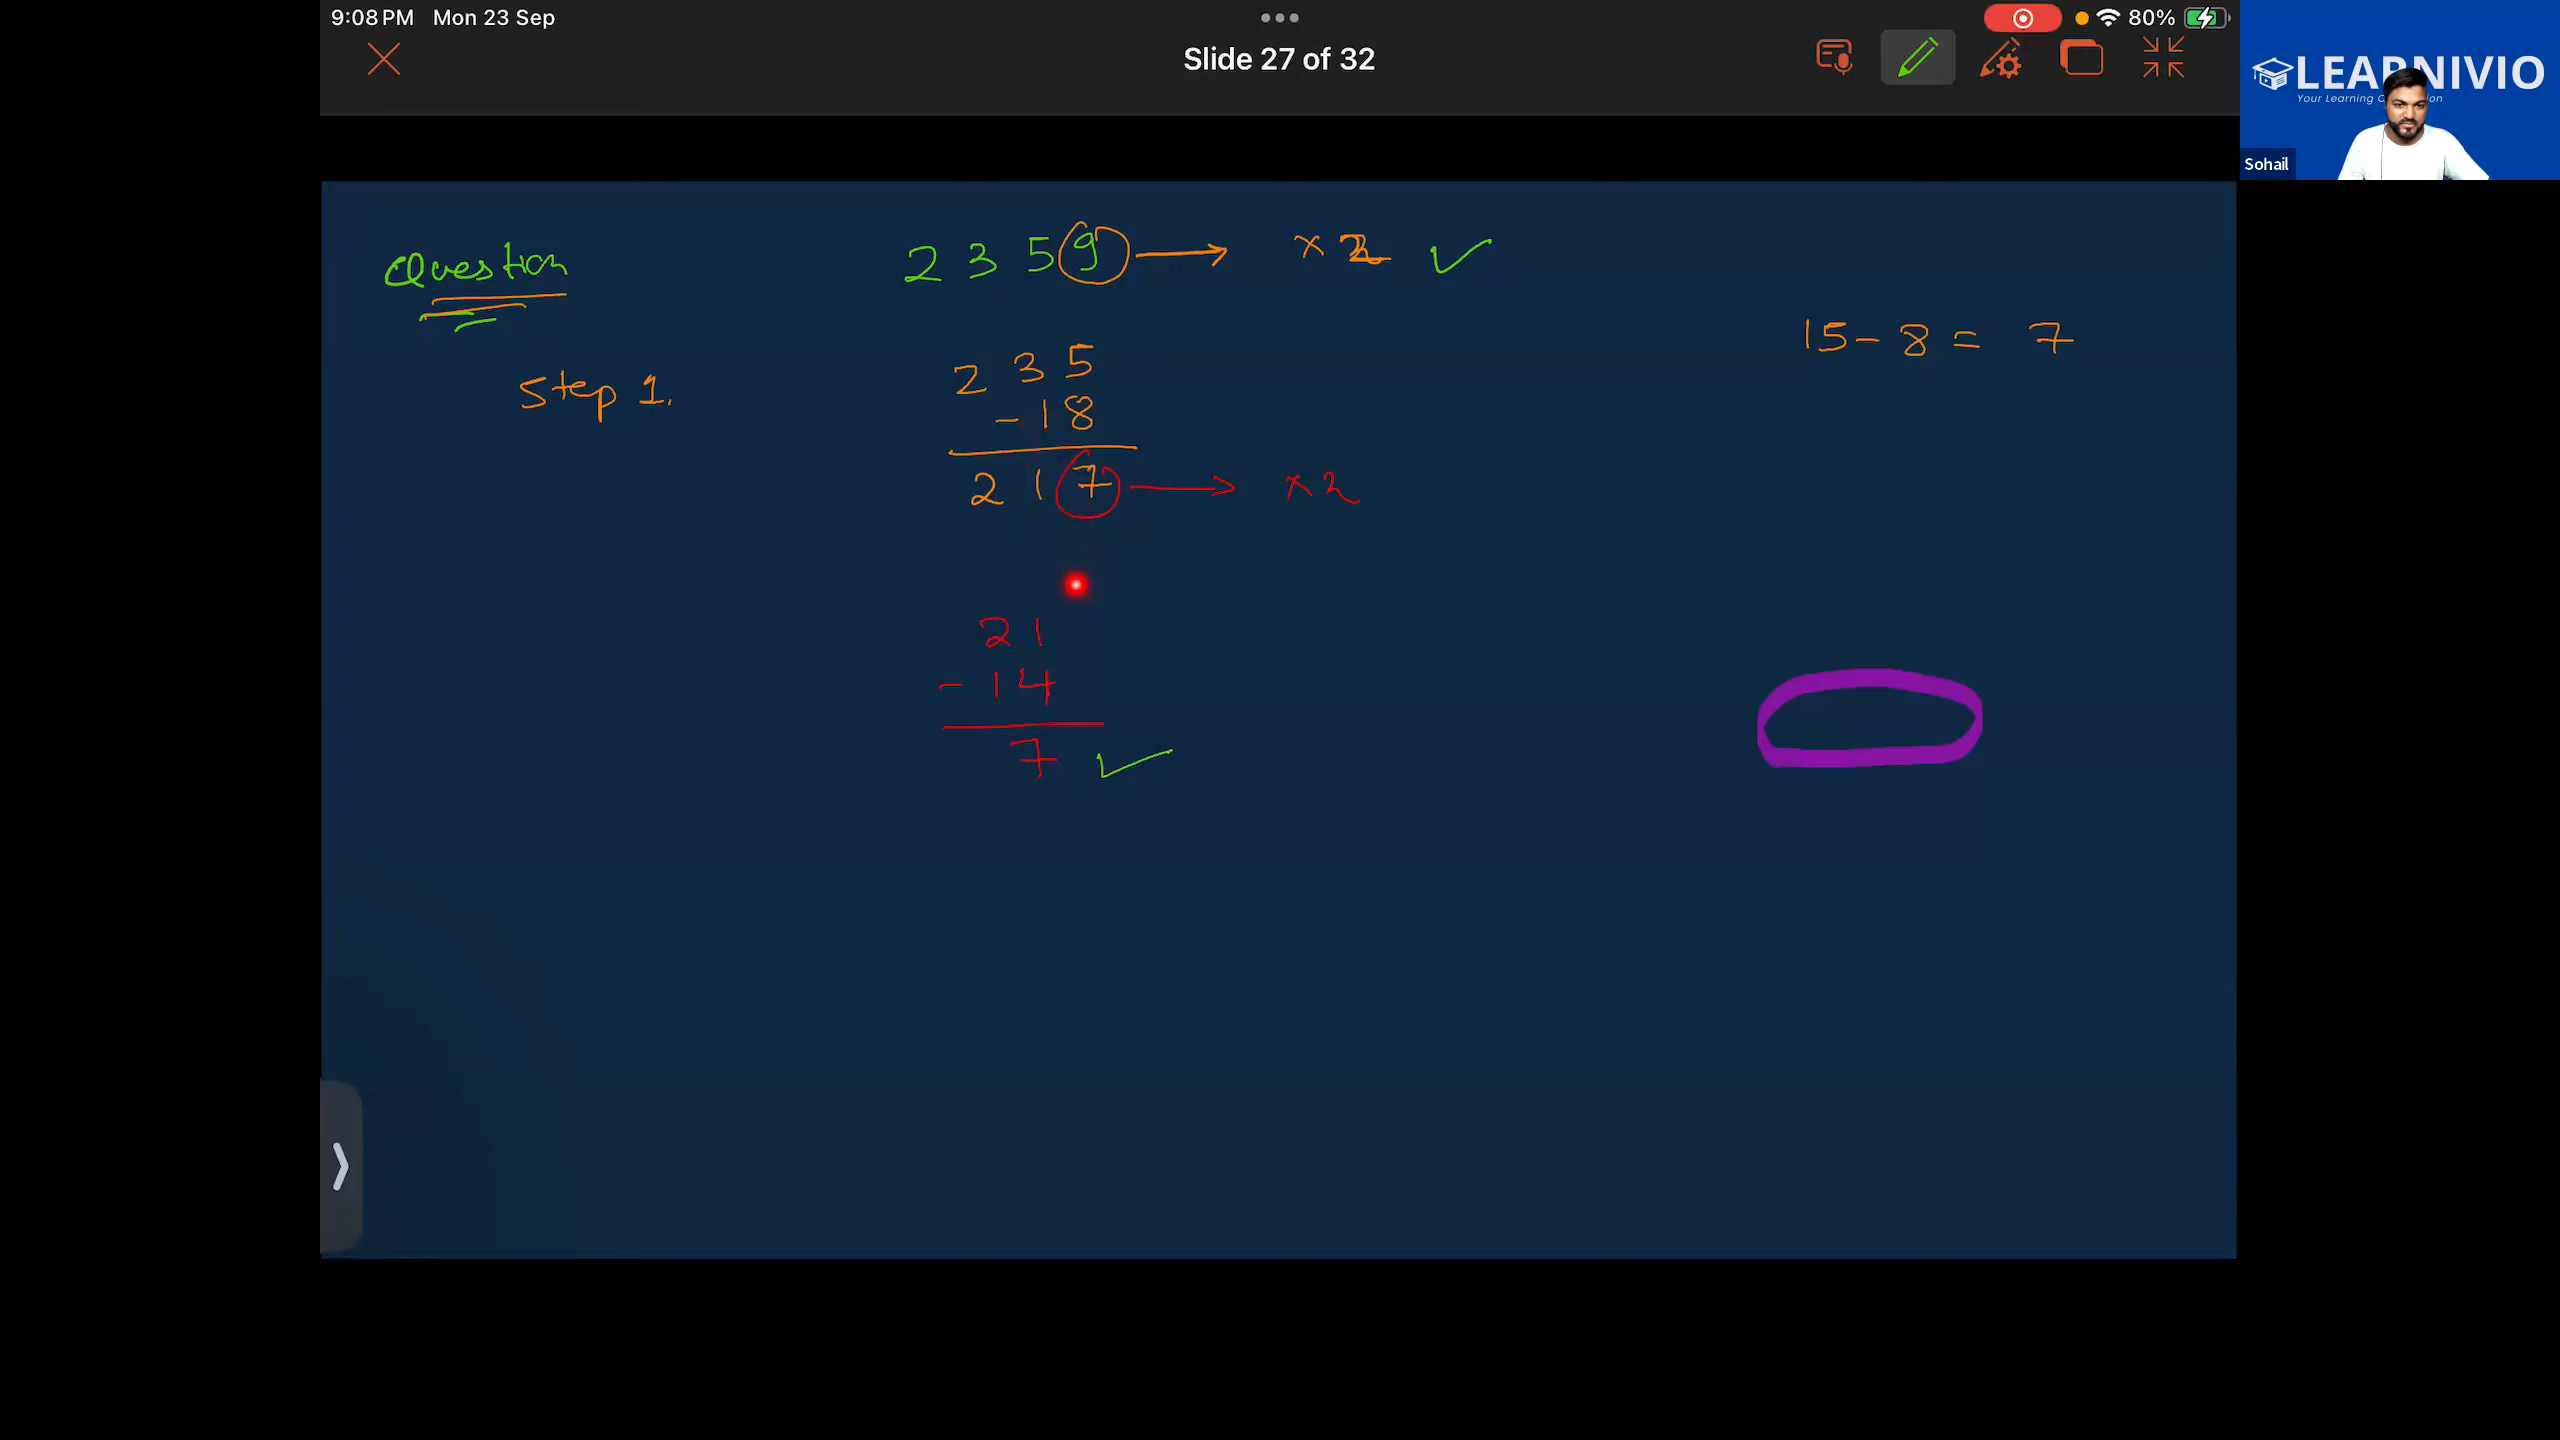 9:08 PM Mon 23 Sep
80%
Slide 27 of 32
LEARNIVIO
Your Learning
Sohail
Question
2 3 5 9 → × 2 ✓
15 - 8 = 7
Step 1.
2 3 5
- 1 8
2 1 7 → × 2
2 1
- 1 4
7 ✓